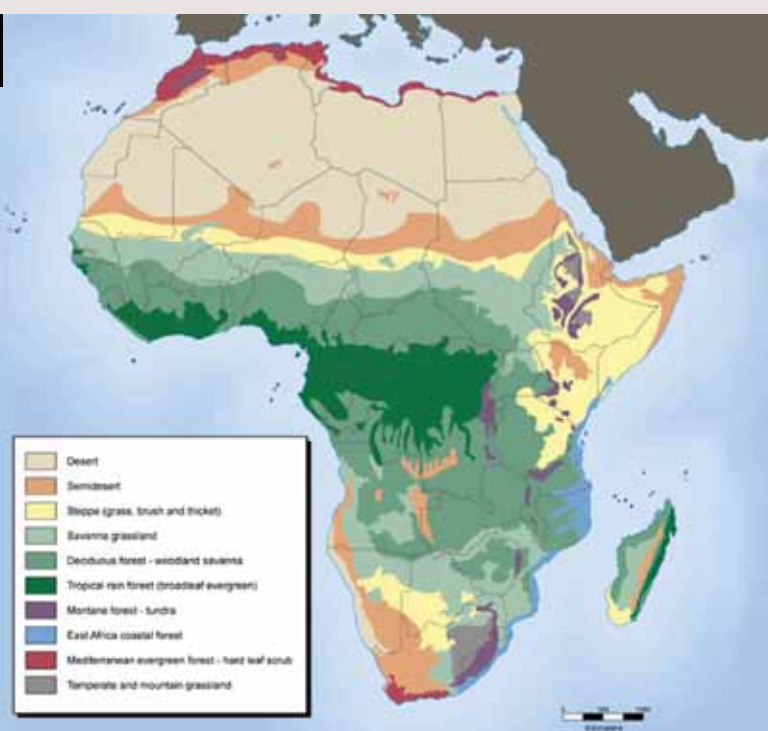 Desert
Semidesert
Steppe (grass, brush and thicket)
Savanna grassland
Deciduous forest - woodland savanna
Tropical rain forest (broadleaf evergreen)
Montane forest - tundra
East Africa coastal forest
Mediterranean evergreen forest - hard leaf scrub
Temperate and mountain grassland
Kilometers